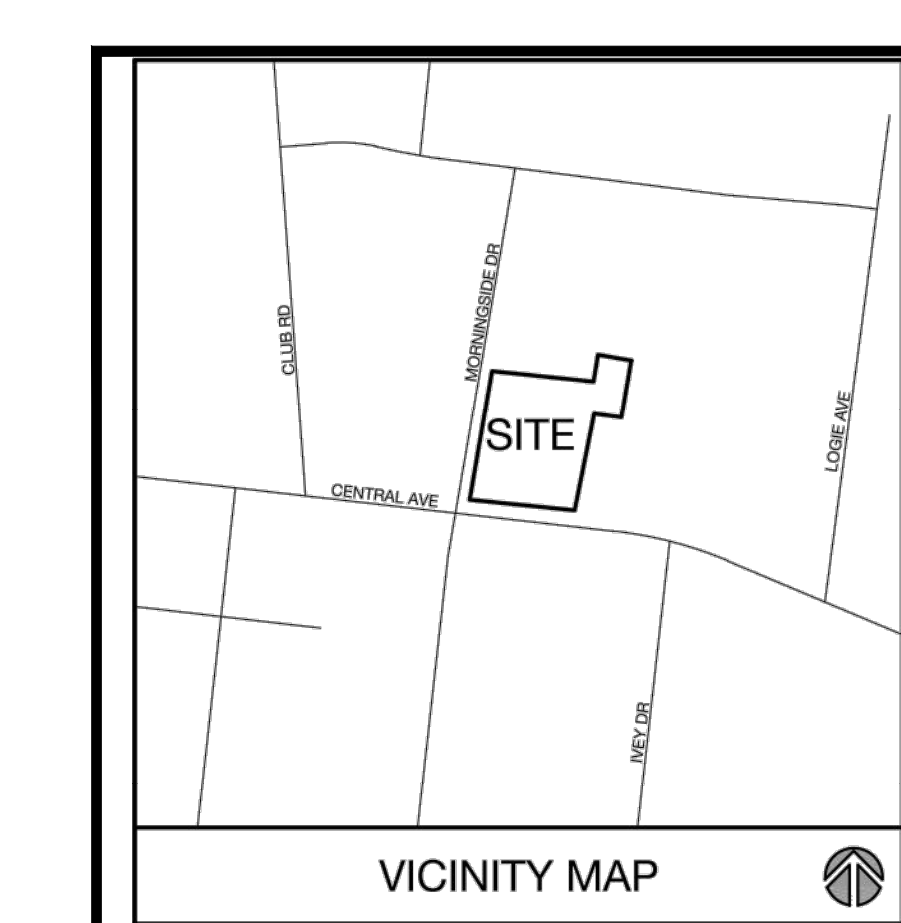 MORNINGSIDE DR
CLUB RD
LOGIE AVE
SITE
CENTRAL AVE
IVEY DR
VICINITY MAP